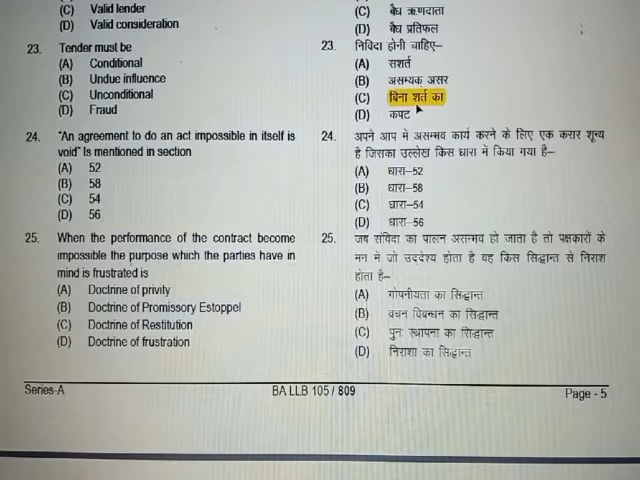 (C) Valid lender
(D) Valid consideration
23. Tender must be
(A) Conditional
(B) Undue influence
(C) Unconditional
(D) Fraud
24. "An agreement to do an act impossible in itself is
void" Is mentioned in section
(A) 52
(B) 58
(C) 54
(D) 56
25. When the performance of the contract become
impossible the purpose which the parties have in
mind is frustrated is
(A) Doctrine of privity
(B) Doctrine of Promissory Estoppel
(C) Doctrine of Restitution
(D) Doctrine of frustration
(C) वैध ऋणदाता
(D) वैध प्रतिफल
23. निविदा होनी चाहिए–
(A) सशर्त
(B) असम्यक असर
(C) बिना शर्त का
(D) कपट
24. अपने आप मे असम्भव कार्य करने के लिए एक करार शून्य
है जिसका उल्लेख किस धारा में किया गया है–
(A) धारा–52
(B) धारा–58
(C) धारा–54
(D) धारा–56
25. जब संविदा का पालन असम्भव हो जाता है तो पक्षकारों के
मन में जो उददेश्य होता है वह किस सिद्धान्त से निराश
होता है–
(A) गोपनीयता का सिद्धान्त
(B) वचन विबन्धन का सिद्धान्त
(C) पुनः स्थापना का सिद्धान्त
(D) निराशा का सिद्धान्त
Series-A BA LLB 105 / 809 Page - 5